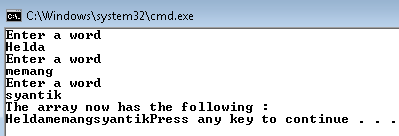 C:\Windows\system32\cmd.exe
Enter a word
Helda
Enter a word
memang
Enter a word
syantik
The array now has the following :
HeldamemangsyantikPress any key to continue . . .